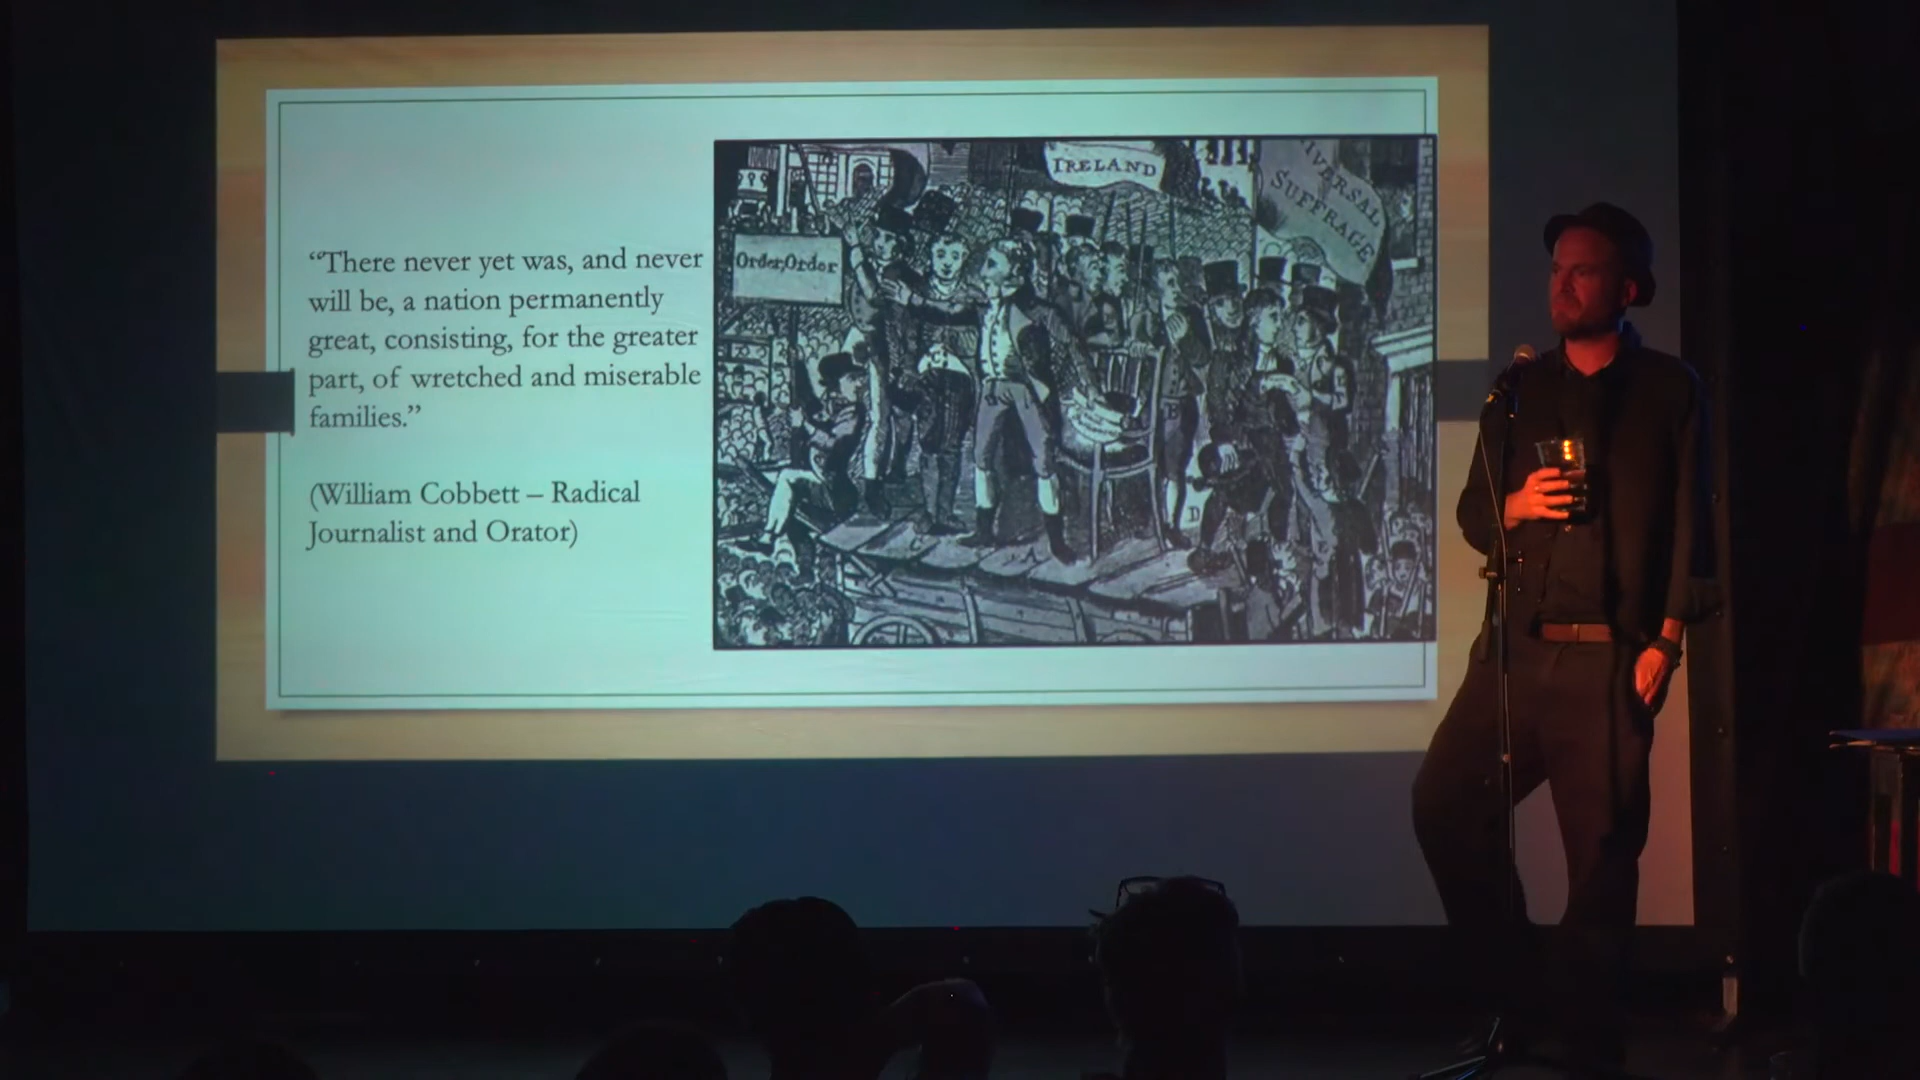 “There never yet was, and never
will be, a nation permanently
great, consisting, for the greater
part, of wretched and miserable
families.”
(William Cobbett – Radical
Journalist and Orator)
IRELAND
IVERSAL
SUFFRAGE
Order,Order
C
B
D
A